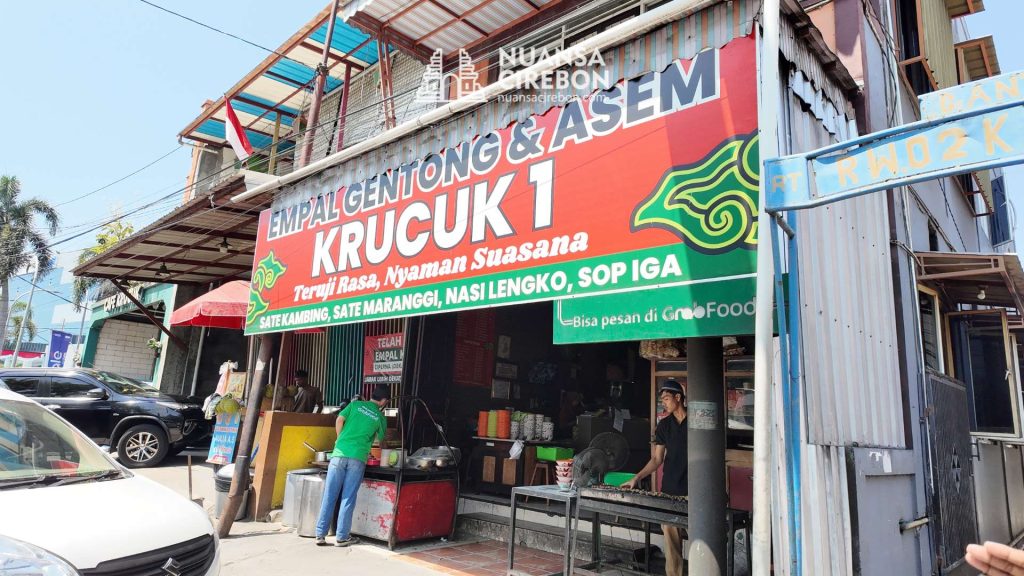 NUANSA
CIREBON
nuansacirebon.com
EMPAL GENTONG & ASEM
KRUCUK 1
Teruji Rasa, Nyaman Suasana
SATE KAMBING, SATE MARANGGI, NASI LENGKO, SOP IGA
Bisa pesan di GrabFood
RT
RW02
TELAH
EMPAL